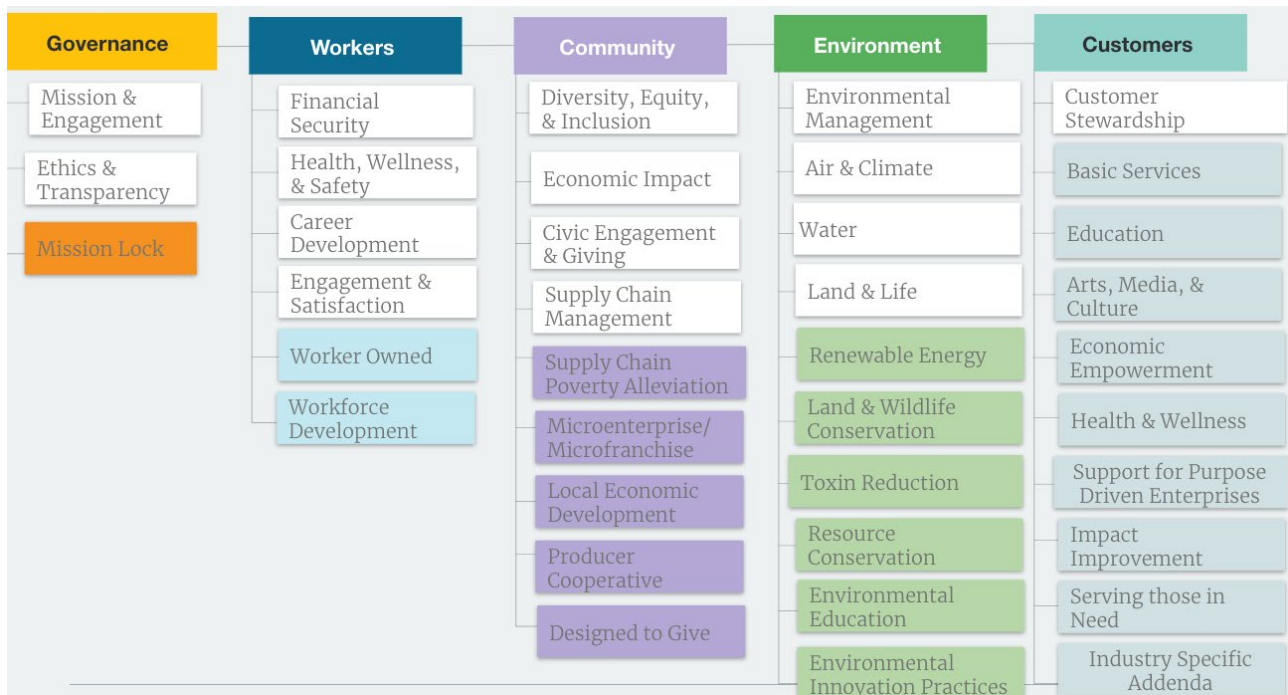 Governance
Mission &
Engagement
Ethics &
Transparency
Mission Lock
Workers
Financial
Security
Health, Wellness,
& Safety
Career
Development
Engagement &
Satisfaction
Worker Owned
Workforce
Development
Community
Diversity, Equity,
& Inclusion
Economic Impact
Civic Engagement
& Giving
Supply Chain
Management
Supply Chain
Poverty Alleviation
Microenterprise/
Microfranchise
Local Economic
Development
Producer
Cooperative
Designed to Give
Environment
Environmental
Management
Air & Climate
Water
Land & Life
Renewable Energy
Land & Wildlife
Conservation
Toxin Reduction
Resource
Conservation
Environmental
Education
Environmental
Innovation Practices
Customers
Customer
Stewardship
Basic Services
Education
Arts, Media, &
Culture
Economic
Empowerment
Health & Wellness
Support for Purpose
Driven Enterprises
Impact
Improvement
Serving those in
Need
Industry Specific
Addenda